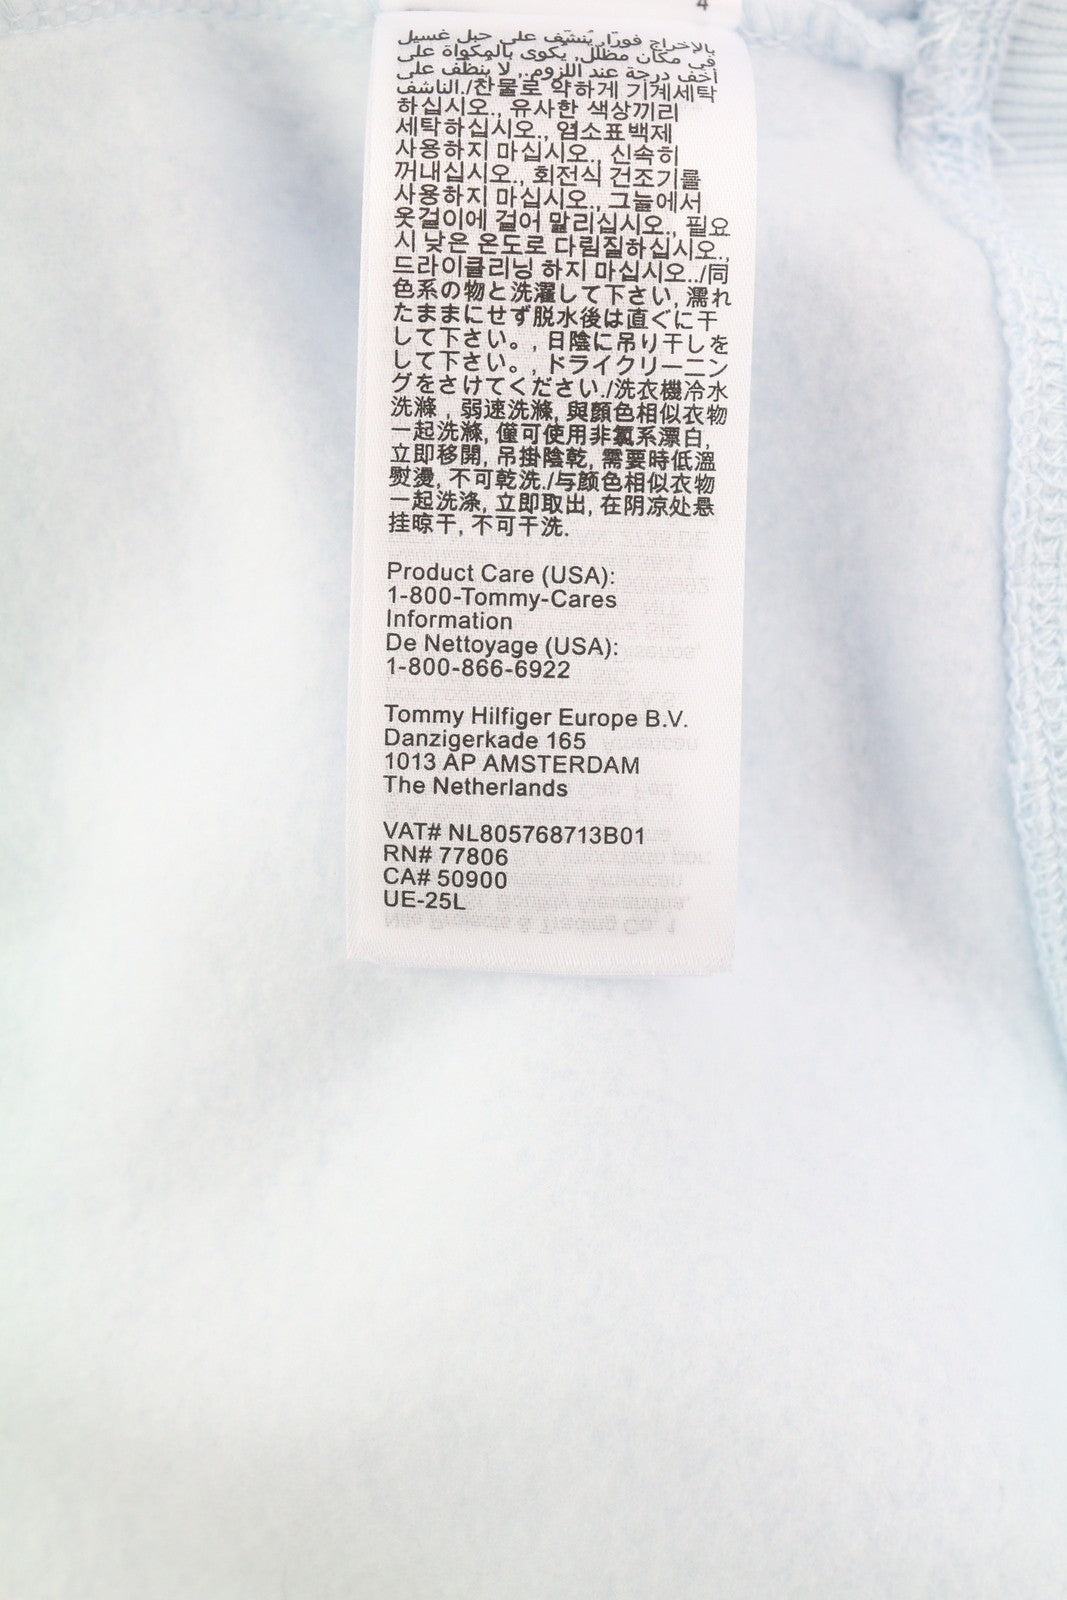 4
بالإخراج فورًا, يُنشف على حبل غسيل
في مكان مظلل, يكوى بالمكواة على
أخف درجة عند اللزوم., لا ينظف على
الناشف./찬물로 약하게 기계세탁
하십시오., 유사한 색상끼리
세탁하십시오., 염소표백제
사용하지 마십시오., 신속히
꺼내십시오., 회전식 건조기를
사용하지 마십시오., 그늘에서
옷걸이에 걸어 말리십시오., 필요
시 낮은 온도로 다림질하십시오.,
드라이클리닝 하지 마십시오../同
色系の物と洗濯して下さい, 濡れ
たままにせず脱水後は直ぐに干
して下さい。, 日陰に吊り干しを
して下さい。, ドライクリーニン
グをさけてください./洗衣機冷水
洗滌 , 弱速洗滌, 與顏色相似衣物
一起洗滌, 僅可使用非氯系漂白,
立即移開, 吊掛陰乾, 需要時低溫
熨燙, 不可乾洗./与颜色相似衣物
一起洗涤, 立即取出, 在阴凉处悬
挂晾干, 不可干洗.
Product Care (USA):
1-800-Tommy-Cares
Information
De Nettoyage (USA):
1-800-866-6922
Tommy Hilfiger Europe B.V.
Danzigerkade 165
1013 AP AMSTERDAM
The Netherlands
VAT# NL805768713B01
RN# 77806
CA# 50900
UE-25L